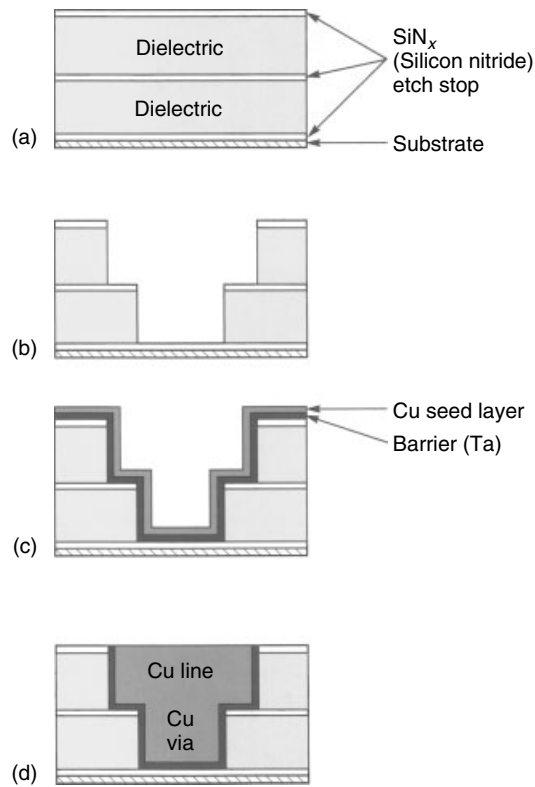 Dielectric
Dielectric
SiNx
(Silicon nitride)
etch stop
Substrate
(a)
(b)
Cu seed layer
Barrier (Ta)
(c)
Cu line
Cu
via
(d)